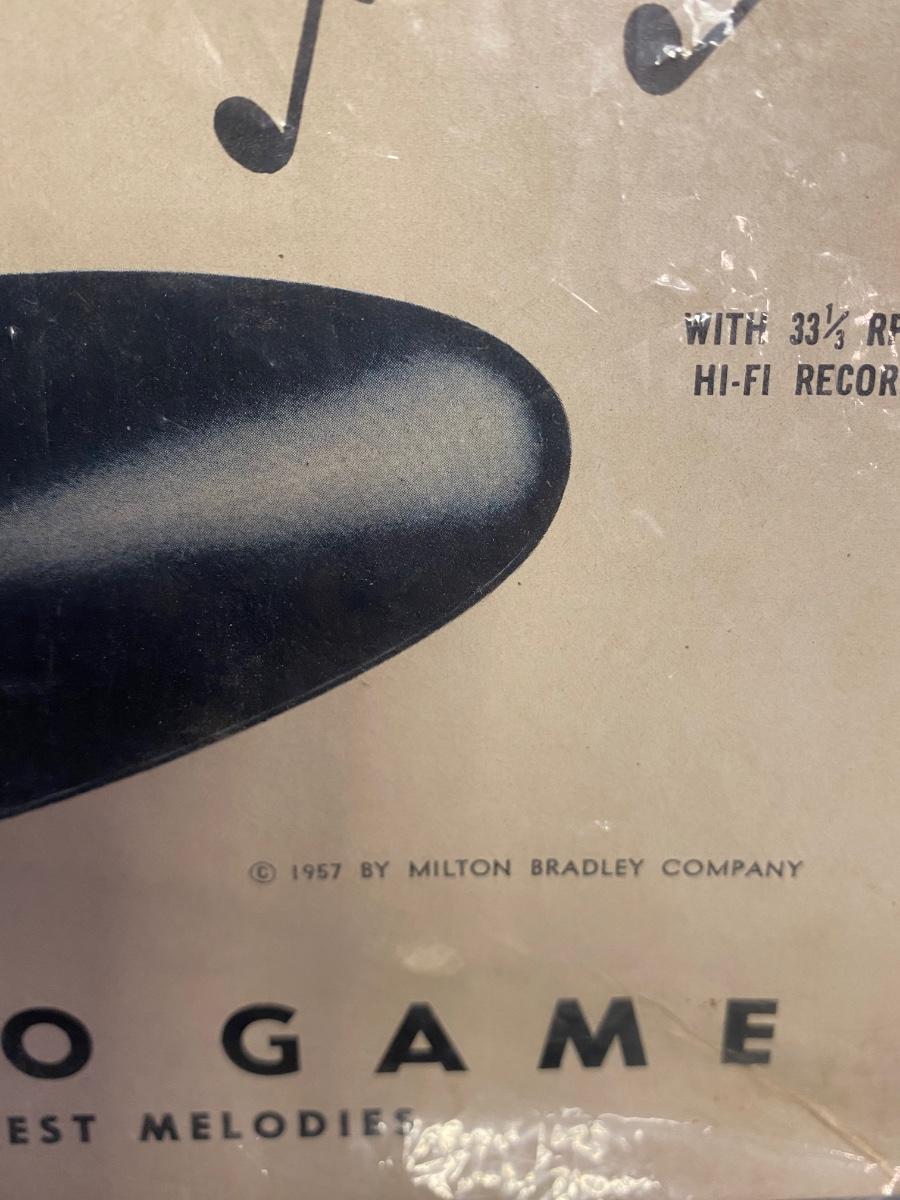 WITH 33⅓ RP
HI-FI RECOR
© 1957 BY MILTON BRADLEY COMPANY
O GAME
EST MELODIES